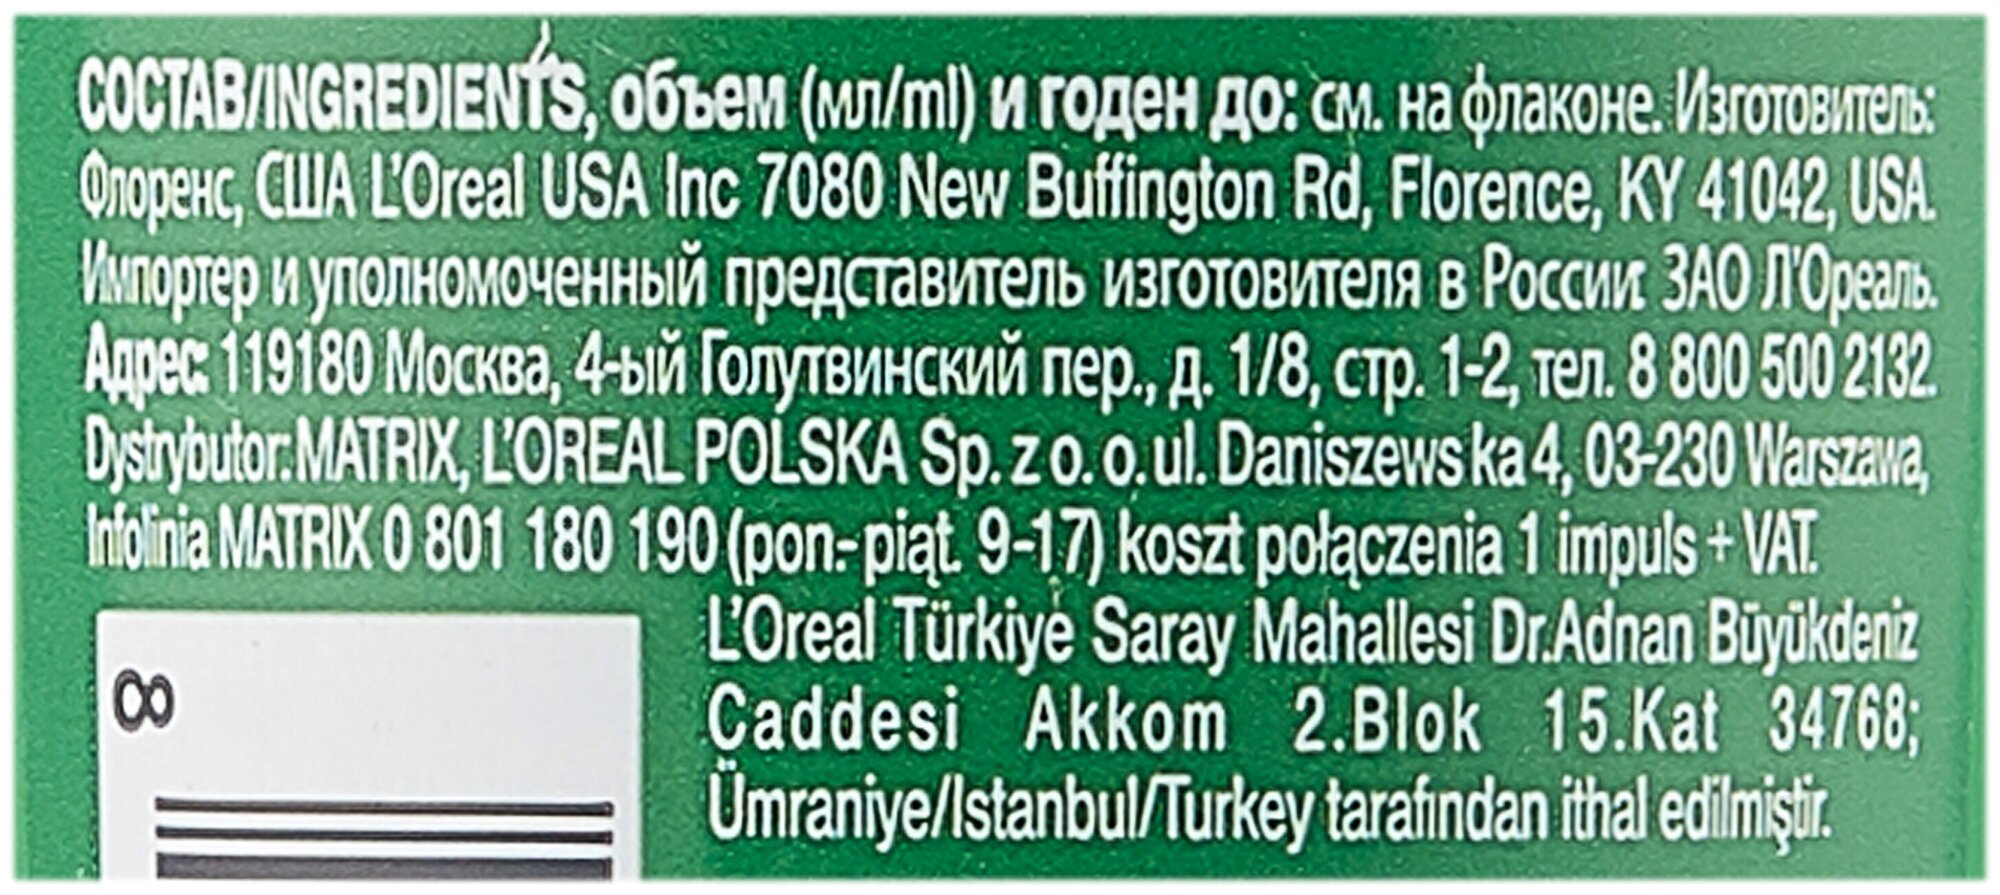 СОСТАВ/INGREDIENTS, объем (мл/ml) и годен до: см. на флаконе. Изготовитель:
Флоренс, США L'Oreal USA Inc 7080 New Buffington Rd, Florence, KY 41042, USA.
Импортер и уполномоченный представитель изготовителя в России: ЗАО Л'Ореаль.
Адрес: 119180 Москва, 4-ый Голутвинский пер., д. 1/8, стр. 1-2, тел. 8 800 500 2132.
Dystrybutor: MATRIX, L'OREAL POLSKA Sp. z o. o. ul. Daniszewska 4, 03-230 Warszawa,
Infolinia MATRIX 0 801 180 190 (pon.- piąt. 9-17) koszt połączenia 1 impuls + VAT.
L'Oreal Türkiye Saray Mahallesi Dr.Adnan Büyükdeniz
Caddesi Akkom 2.Blok 15.Kat 34768;
Ümraniye/Istanbul/Turkey tarafından ithal edilmiştir.
8